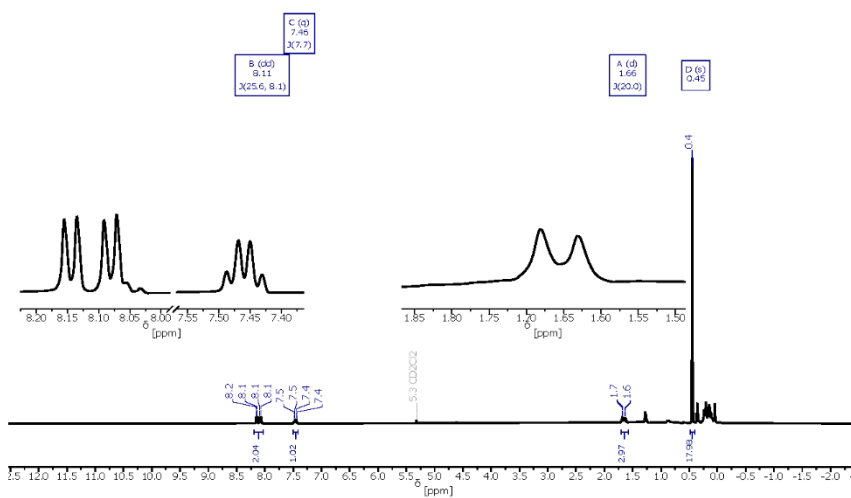 C (q)
7.46
J(7.7)
B (dd)
8.11
J(25.6, 8.1)
A (d)
1.66
J(20.0)
D (s)
0.45
0.4
8.20 8.15 8.10 8.05 8.00
7.55 7.50 7.45 7.40
δ [ppm]
1.85 1.80 1.75 1.70 1.65 1.60 1.55 1.50
δ [ppm]
8.2
8.1
8.1
8.1
7.5
7.5
7.4
7.4
5.3 CD2Cl2
1.7
1.6
2.04
1.02
2.97
17.98
12.5 12.0 11.5 11.0 10.5 10.0 9.5 9.0 8.5 8.0 7.5 7.0 6.5 6.0 5.5 5.0 4.5 4.0 3.5 3.0 2.5 2.0 1.5 1.0 0.5 0.0 -0.5 -1.0 -1.5 -2.0
δ [ppm]